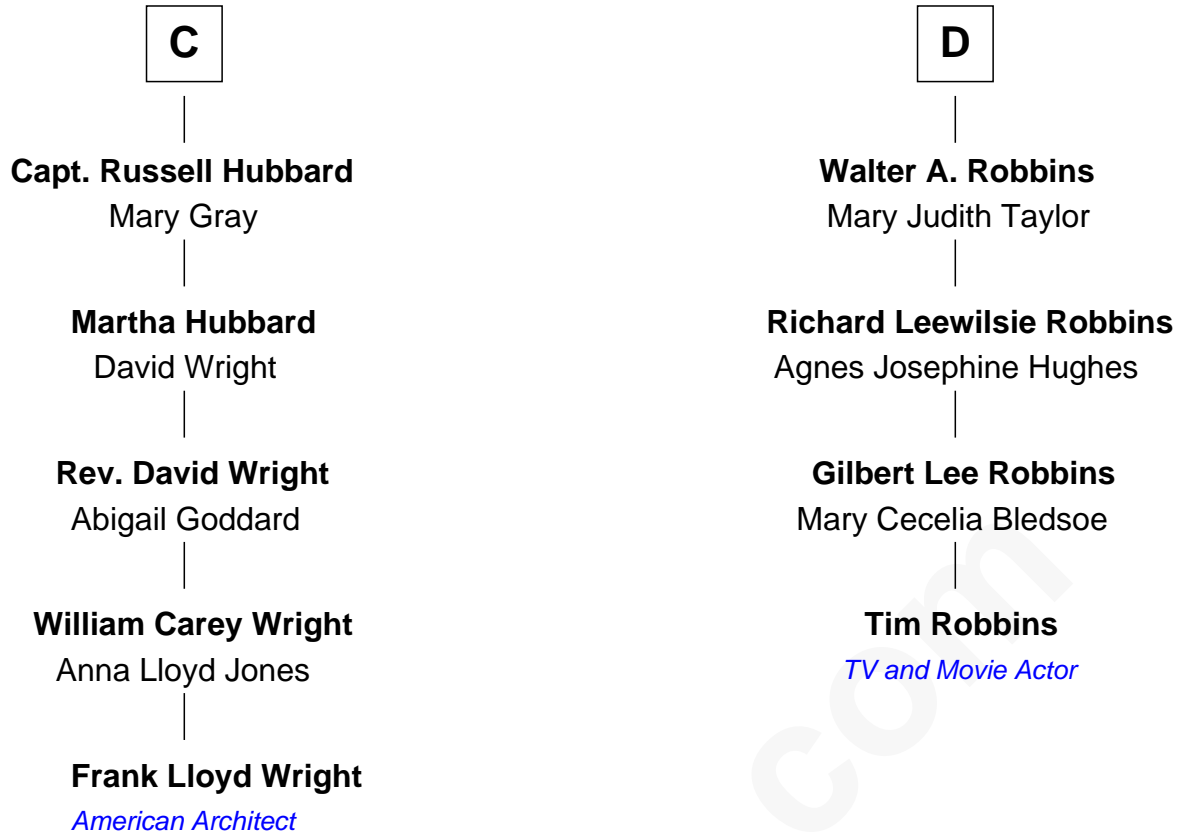 C
Capt. Russell Hubbard
Mary Gray
Martha Hubbard
David Wright
Rev. David Wright
Abigail Goddard
William Carey Wright
Anna Lloyd Jones
Frank Lloyd Wright
American Architect
D
Walter A. Robbins
Mary Judith Taylor
Richard Leewilsie Robbins
Agnes Josephine Hughes
Gilbert Lee Robbins
Mary Cecelia Bledsoe
Tim Robbins
TV and Movie Actor
com